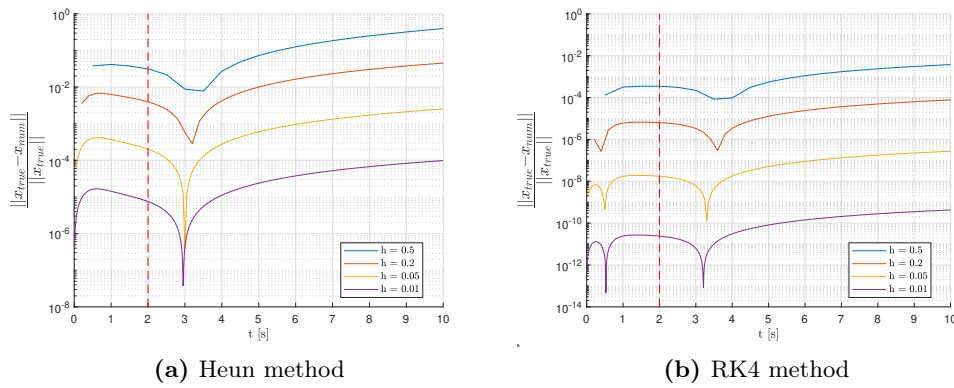 10^0
10^-2
10^-4
10^-6
10^-8
||x_true − x_num||
||x_true||
0 1 2 3 4 5 6 7 8 9 10
t [s]
h = 0.5
h = 0.2
h = 0.05
h = 0.01
(a) Heun method
10^0
10^-2
10^-4
10^-6
10^-8
10^-10
10^-12
10^-14
||x_true − x_num||
||x_true||
0 1 2 3 4 5 6 7 8 9 10
t [s]
h = 0.5
h = 0.2
h = 0.05
h = 0.01
(b) RK4 method